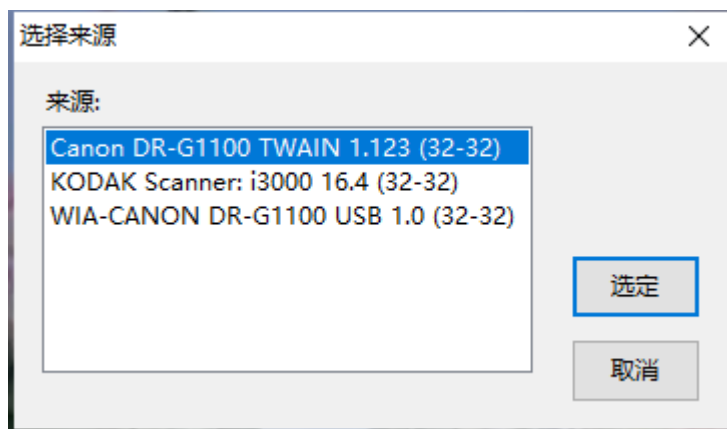 选择来源
来源:
Canon DR-G1100 TWAIN 1.123 (32-32)
KODAK Scanner: i3000 16.4 (32-32)
WIA-CANON DR-G1100 USB 1.0 (32-32)
选定
取消